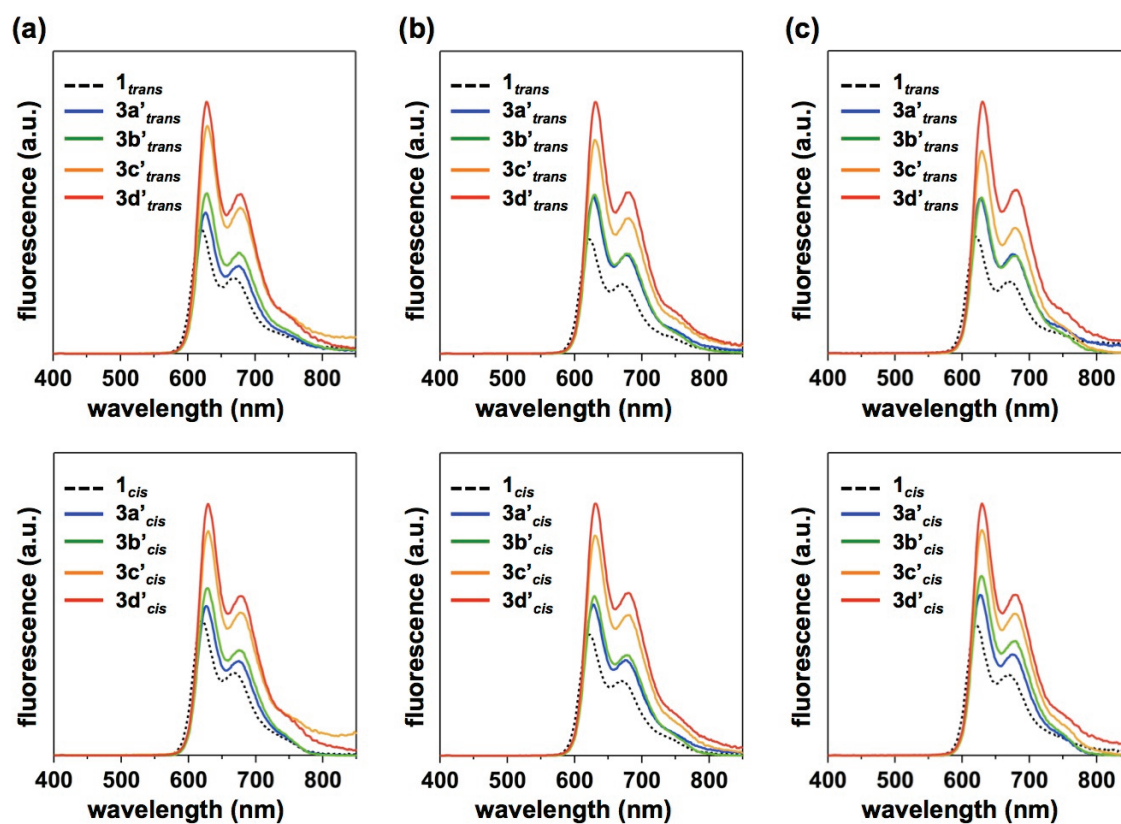 (a)
fluorescence (a.u.)
1trans
3a'trans
3b'trans
3c'trans
3d'trans
400 500 600 700 800
wavelength (nm)
(b)
fluorescence (a.u.)
1trans
3a'trans
3b'trans
3c'trans
3d'trans
400 500 600 700 800
wavelength (nm)
(c)
fluorescence (a.u.)
1trans
3a'trans
3b'trans
3c'trans
3d'trans
400 500 600 700 800
wavelength (nm)
fluorescence (a.u.)
1cis
3a'cis
3b'cis
3c'cis
3d'cis
400 500 600 700 800
wavelength (nm)
fluorescence (a.u.)
1cis
3a'cis
3b'cis
3c'cis
3d'cis
400 500 600 700 800
wavelength (nm)
fluorescence (a.u.)
1cis
3a'cis
3b'cis
3c'cis
3d'cis
400 500 600 700 800
wavelength (nm)